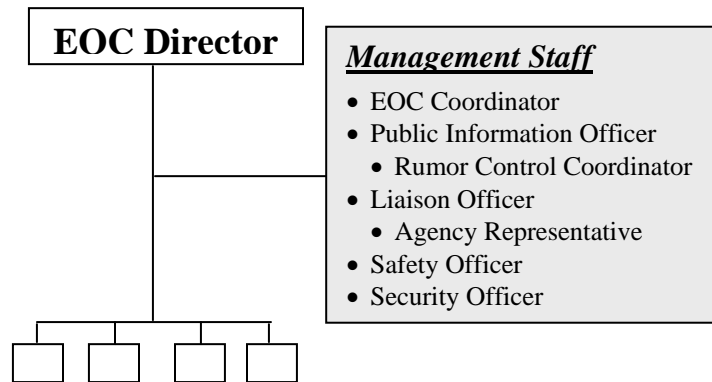 EOC Director
Management Staff
• EOC Coordinator
• Public Information Officer
• Rumor Control Coordinator
• Liaison Officer
• Agency Representative
• Safety Officer
• Security Officer